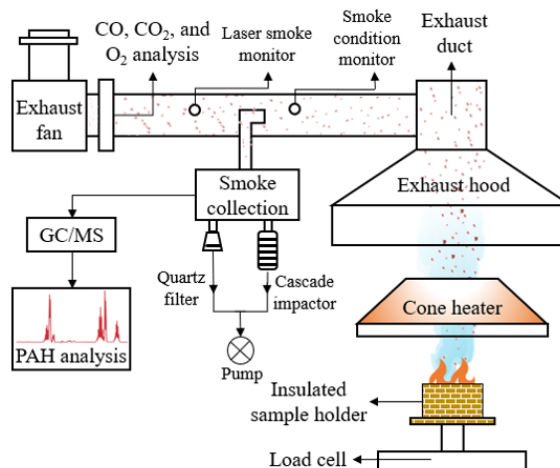 CO, CO₂, and
O₂ analysis
Laser smoke
monitor
Smoke
condition
monitor
Exhaust
duct
Exhaust
fan
Exhaust hood
Smoke
collection
GC/MS
Quartz
filter
Cascade
impactor
Cone heater
PAH analysis
Pump
Insulated
sample holder
Load cell